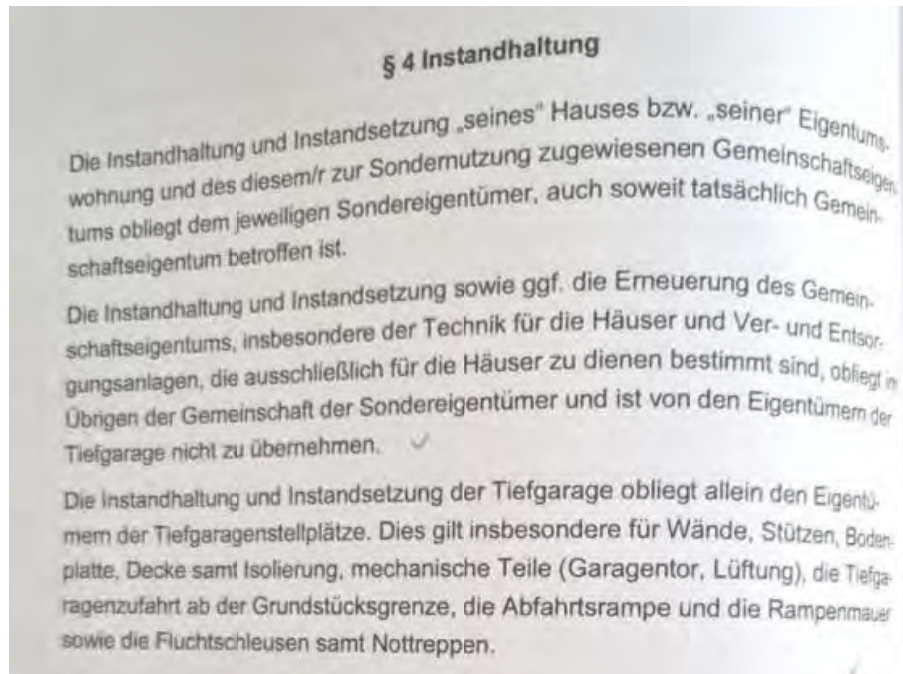 § 4 Instandhaltung
Die Instandhaltung und Instandsetzung „seines“ Hauses bzw. „seiner“ Eigentums-
wohnung und des diesem/r zur Sondernutzung zugewiesenen Gemeinschaftseigen-
tums obliegt dem jeweiligen Sondereigentümer, auch soweit tatsächlich Gemein-
schaftseigentum betroffen ist.
Die Instandhaltung und Instandsetzung sowie ggf. die Erneuerung des Gemein-
schaftseigentums, insbesondere der Technik für die Häuser und Ver- und Entsor-
gungsanlagen, die ausschließlich für die Häuser zu dienen bestimmt sind, obliegt im
Übrigen der Gemeinschaft der Sondereigentümer und ist von den Eigentümern der
Tiefgarage nicht zu übernehmen.
Die Instandhaltung und Instandsetzung der Tiefgarage obliegt allein den Eigentü-
mern der Tiefgaragenstellplätze. Dies gilt insbesondere für Wände, Stützen, Boden-
platte, Decke samt Isolierung, mechanische Teile (Garagentor, Lüftung), die Tiefga-
ragenzufahrt ab der Grundstücksgrenze, die Abfahrtsrampe und die Rampenmauer
sowie die Fluchtschleusen samt Nottreppen.